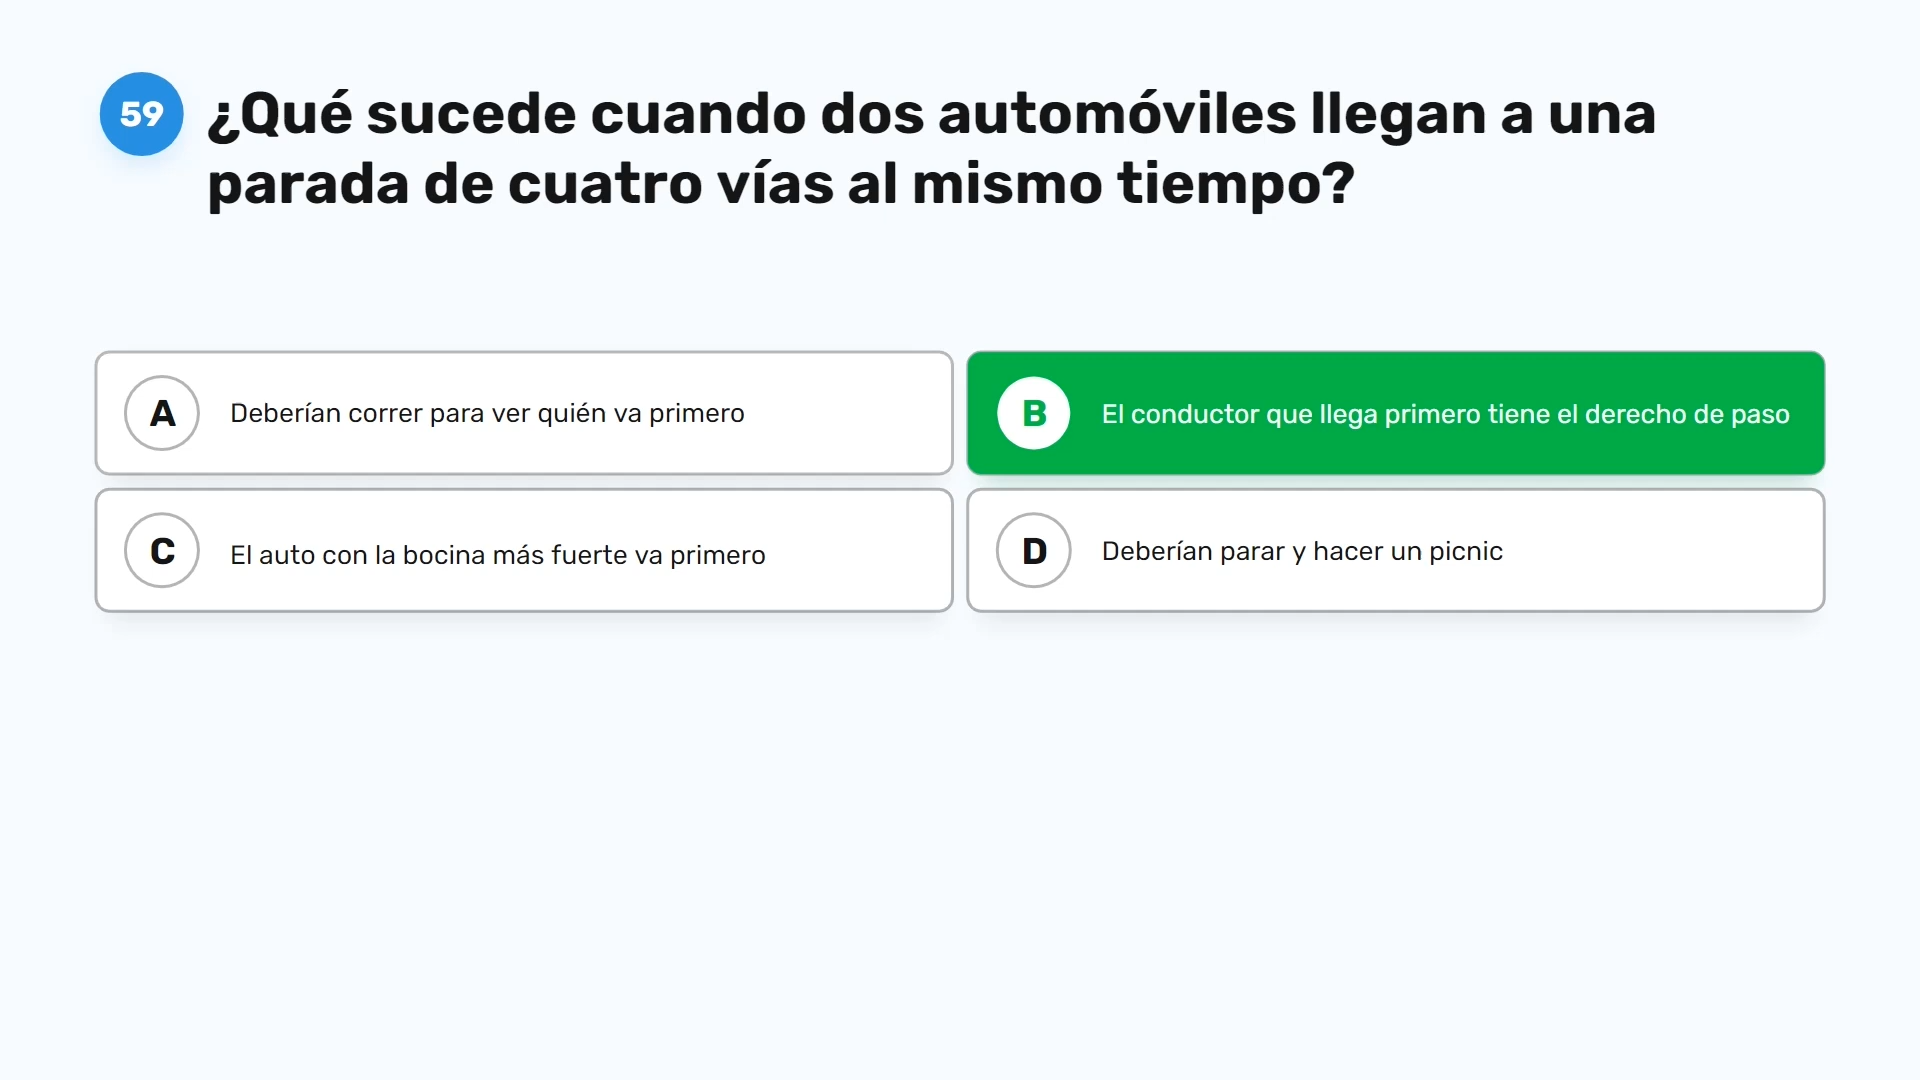 59
¿Qué sucede cuando dos automóviles llegan a una
parada de cuatro vías al mismo tiempo?
A Deberían correr para ver quién va primero
B El conductor que llega primero tiene el derecho de paso
C El auto con la bocina más fuerte va primero
D Deberían parar y hacer un picnic